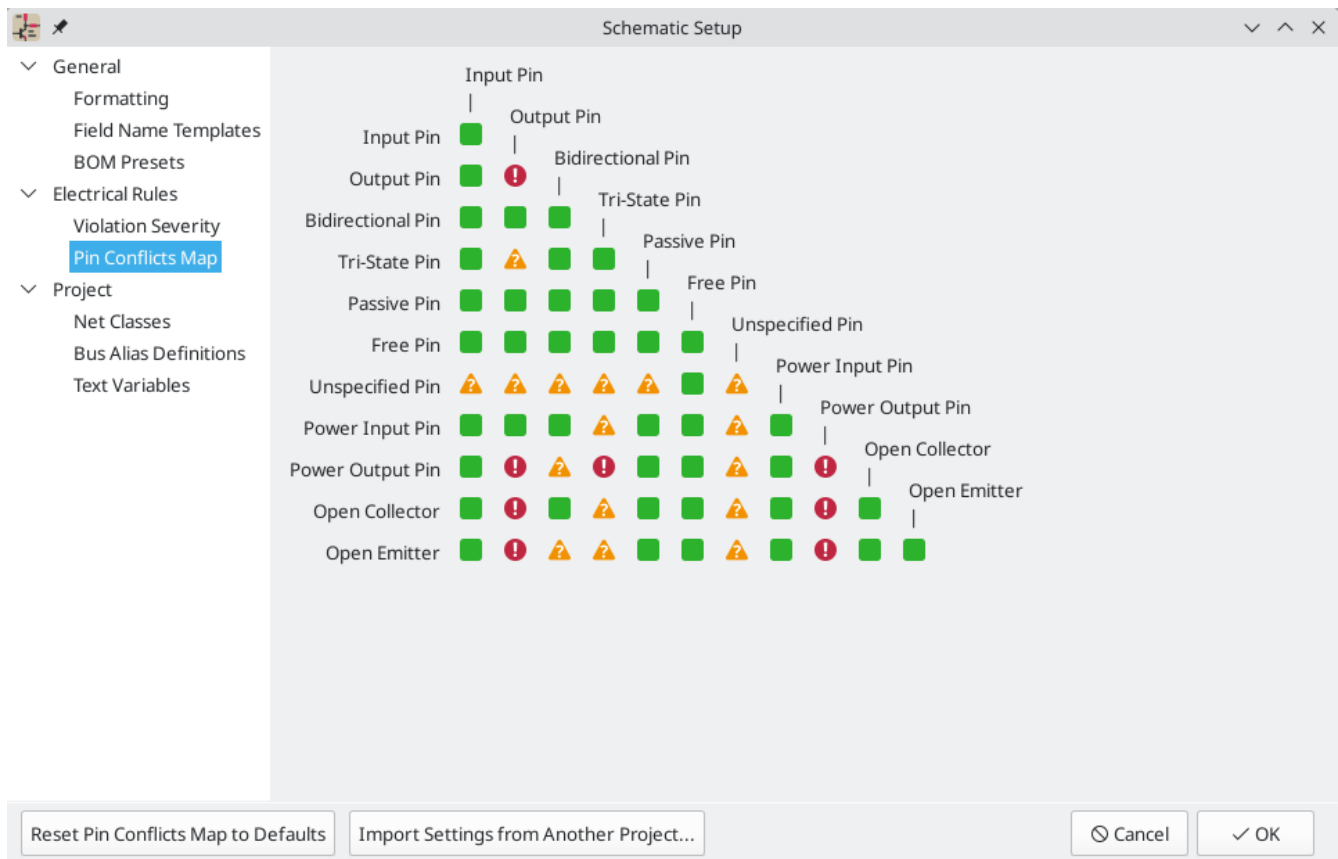 Schematic Setup
General
Formatting
Field Name Templates
BOM Presets
Electrical Rules
Violation Severity
Pin Conflicts Map
Project
Net Classes
Bus Alias Definitions
Text Variables
Input Pin
Output Pin
Input Pin
Bidirectional Pin
Output Pin
Tri-State Pin
Bidirectional Pin
Passive Pin
Tri-State Pin
Free Pin
Passive Pin
Unspecified Pin
Free Pin
Power Input Pin
Unspecified Pin
Power Output Pin
Power Input Pin
Open Collector
Power Output Pin
Open Emitter
Open Collector
Open Emitter
Reset Pin Conflicts Map to Defaults
Import Settings from Another Project...
Cancel
OK